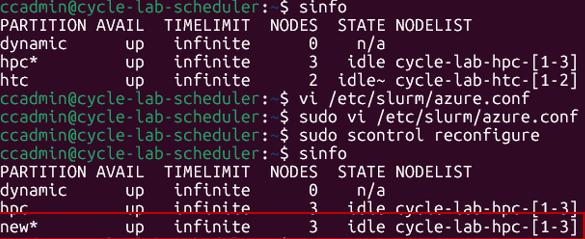 ccadmin@cycle-lab-scheduler:~$ sinfo
PARTITION AVAIL  TIMELIMIT  NODES  STATE NODELIST
dynamic      up   infinite      0    n/a
hpc*         up   infinite      3   idle cycle-lab-hpc-[1-3]
htc          up   infinite      2  idle~ cycle-lab-htc-[1-2]
ccadmin@cycle-lab-scheduler:~$ vi /etc/slurm/azure.conf
ccadmin@cycle-lab-scheduler:~$ sudo vi /etc/slurm/azure.conf
ccadmin@cycle-lab-scheduler:~$ sudo scontrol reconfigure
ccadmin@cycle-lab-scheduler:~$ sinfo
PARTITION AVAIL  TIMELIMIT  NODES  STATE NODELIST
dynamic      up   infinite      0    n/a
hpc          up   infinite      3   idle cycle-lab-hpc-[1-3]
new*         up   infinite      3   idle cycle-lab-hpc-[1-3]